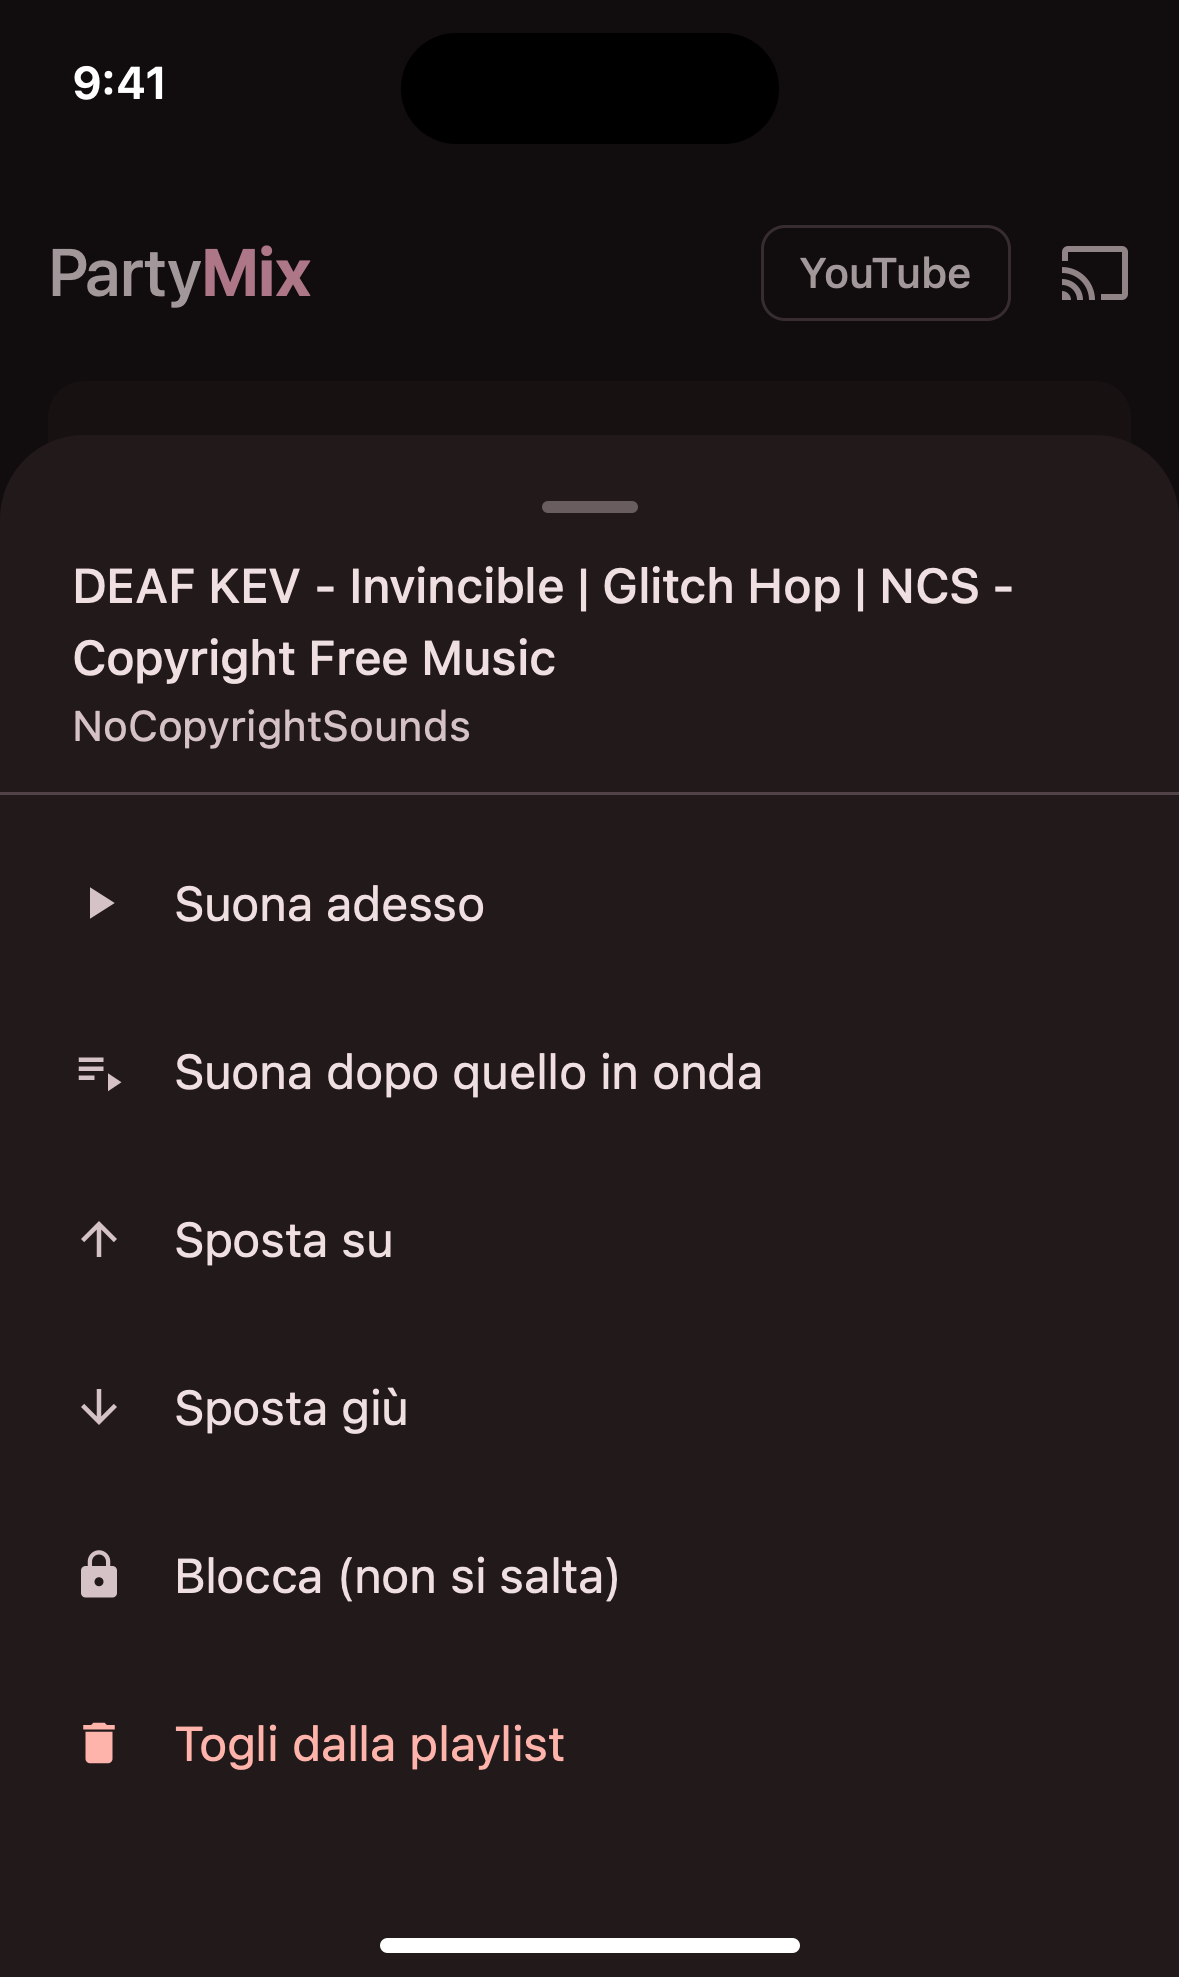 9:41
PartyMix
YouTube
DEAF KEV - Invincible | Glitch Hop | NCS -
Copyright Free Music
NoCopyrightSounds
Suona adesso
Suona dopo quello in onda
Sposta su
Sposta giù
Blocca (non si salta)
Togli dalla playlist